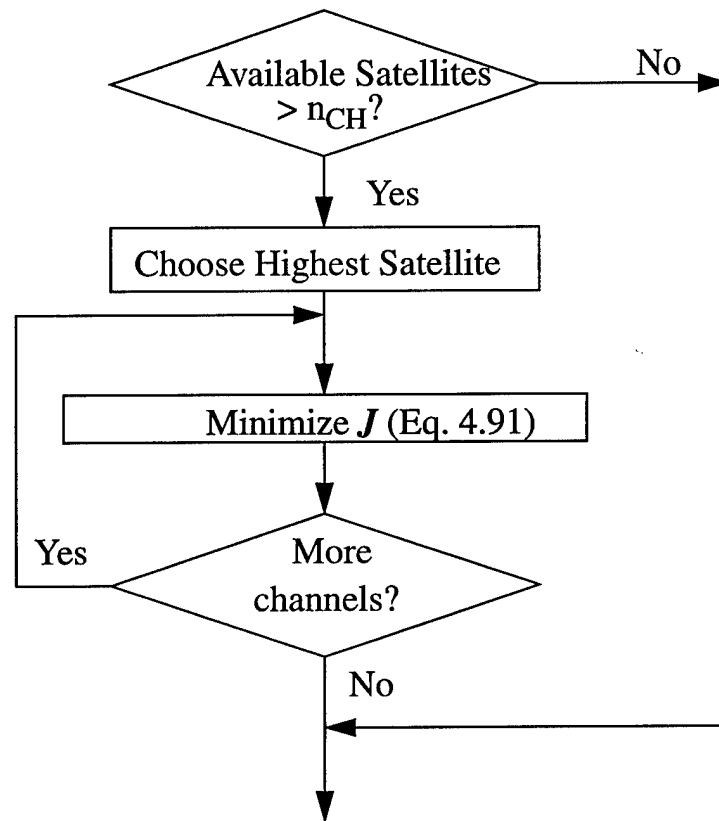 Available Satellites
> nCH?
No
Yes
Choose Highest Satellite
Minimize J (Eq. 4.91)
Yes
More
channels?
No